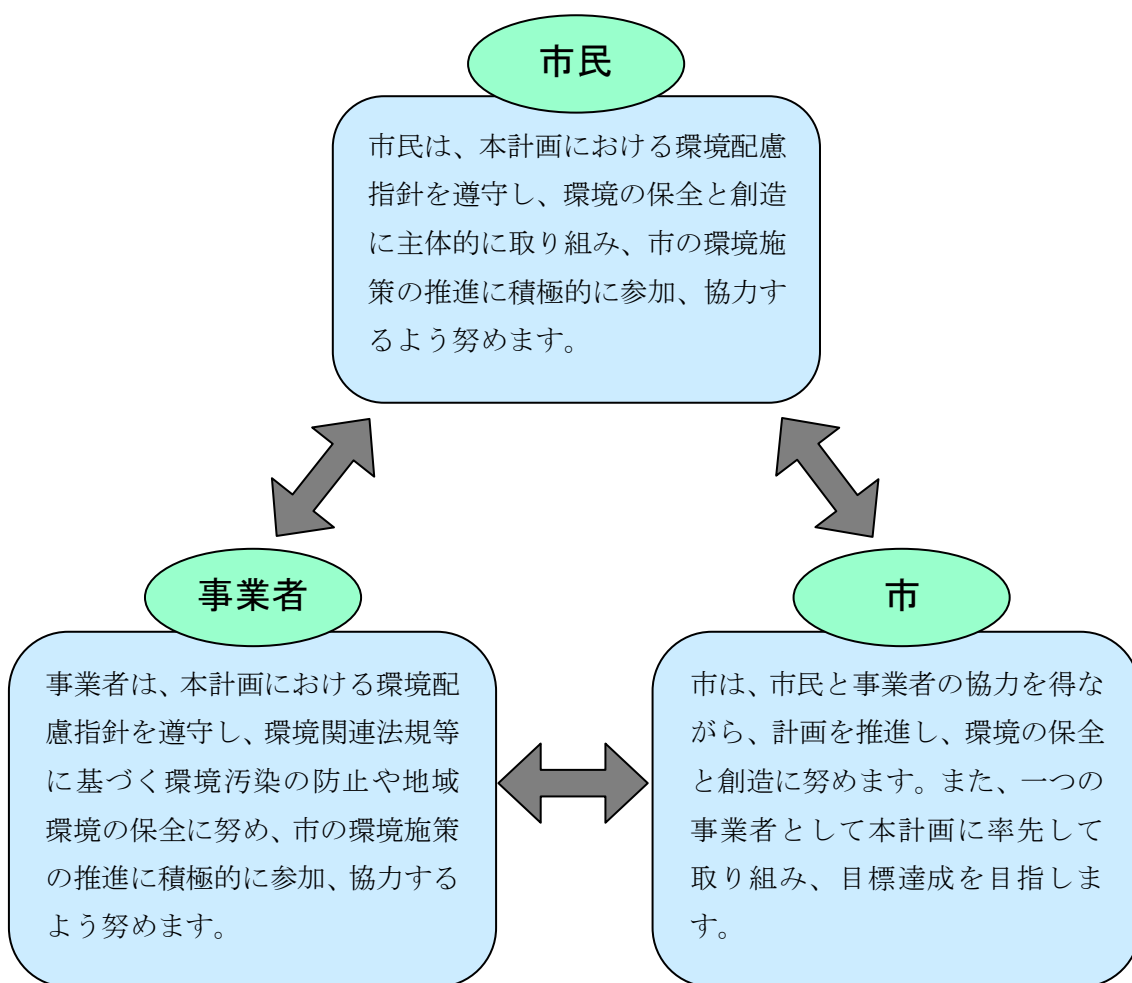 市民
市民は、本計画における環境配慮
指針を遵守し、環境の保全と創造
に主体的に取り組み、市の環境施
策の推進に積極的に参加、協力す
るよう努めます。
事業者
事業者は、本計画における環境配
慮指針を遵守し、環境関連法規等
に基づく環境汚染の防止や地域
環境の保全に努め、市の環境施策
の推進に積極的に参加、協力する
よう努めます。
市
市は、市民と事業者の協力を得な
がら、計画を推進し、環境の保全
と創造に努めます。また、一つの
事業者として本計画に率先して
取り組み、目標達成を目指しま
す。